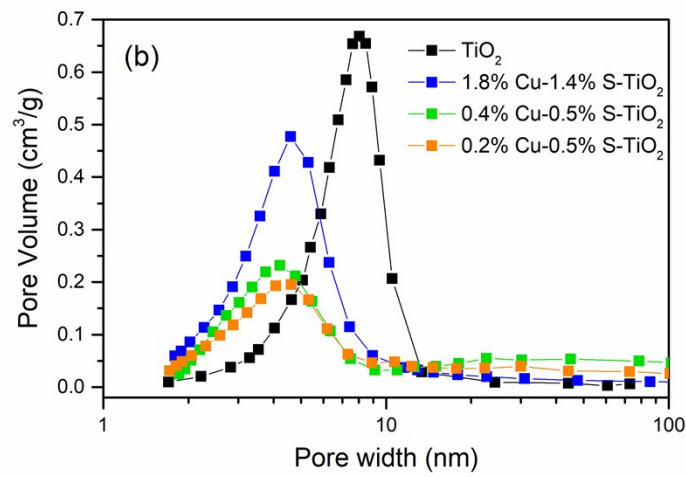 (b)
TiO₂
1.8% Cu-1.4% S-TiO₂
0.4% Cu-0.5% S-TiO₂
0.2% Cu-0.5% S-TiO₂
Pore Volume (cm³/g)
0.7
0.6
0.5
0.4
0.3
0.2
0.1
0.0
1 10 100
Pore width (nm)